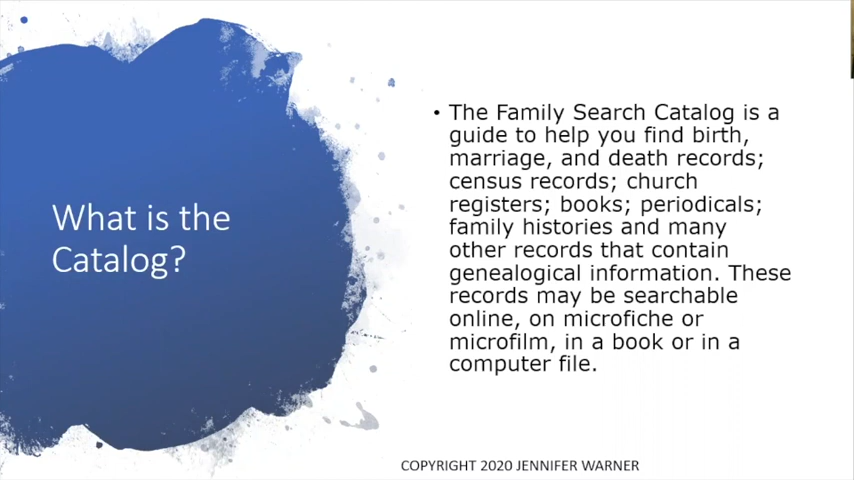 What is the
Catalog?
• The Family Search Catalog is a
guide to help you find birth,
marriage, and death records;
census records; church
registers; books; periodicals;
family histories and many
other records that contain
genealogical information. These
records may be searchable
online, on microfiche or
microfilm, in a book or in a
computer file.
COPYRIGHT 2020 JENNIFER WARNER